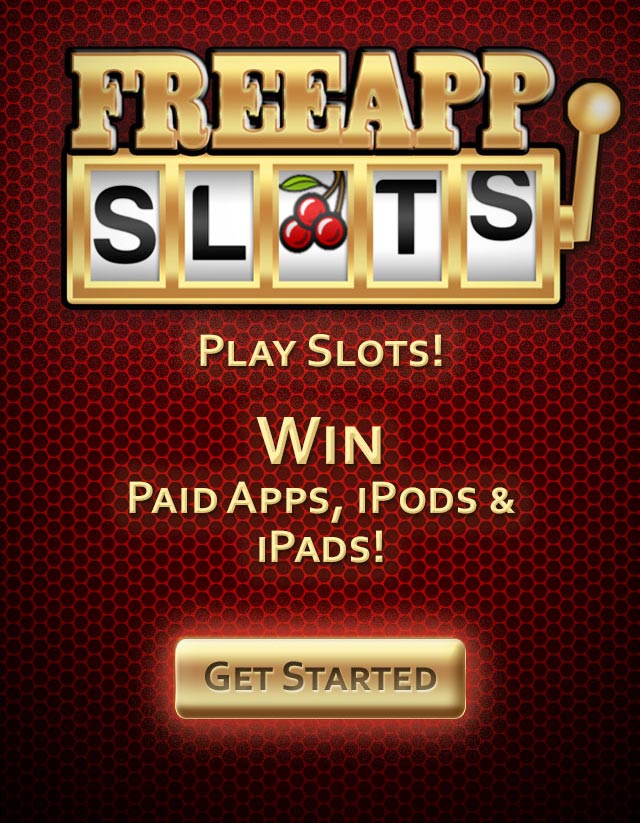 FREEAPP
SLOTS
Play Slots!
Win
Paid Apps, iPods &
iPads!
Get Started